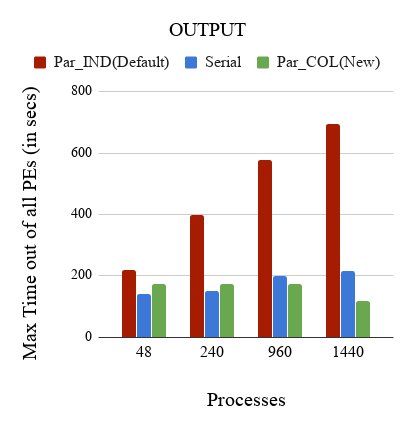 OUTPUT
Par_IND(Default) Serial Par_COL(New)
Max Time out of all PEs (in secs)
800
600
400
200
0
48 240 960 1440
Processes